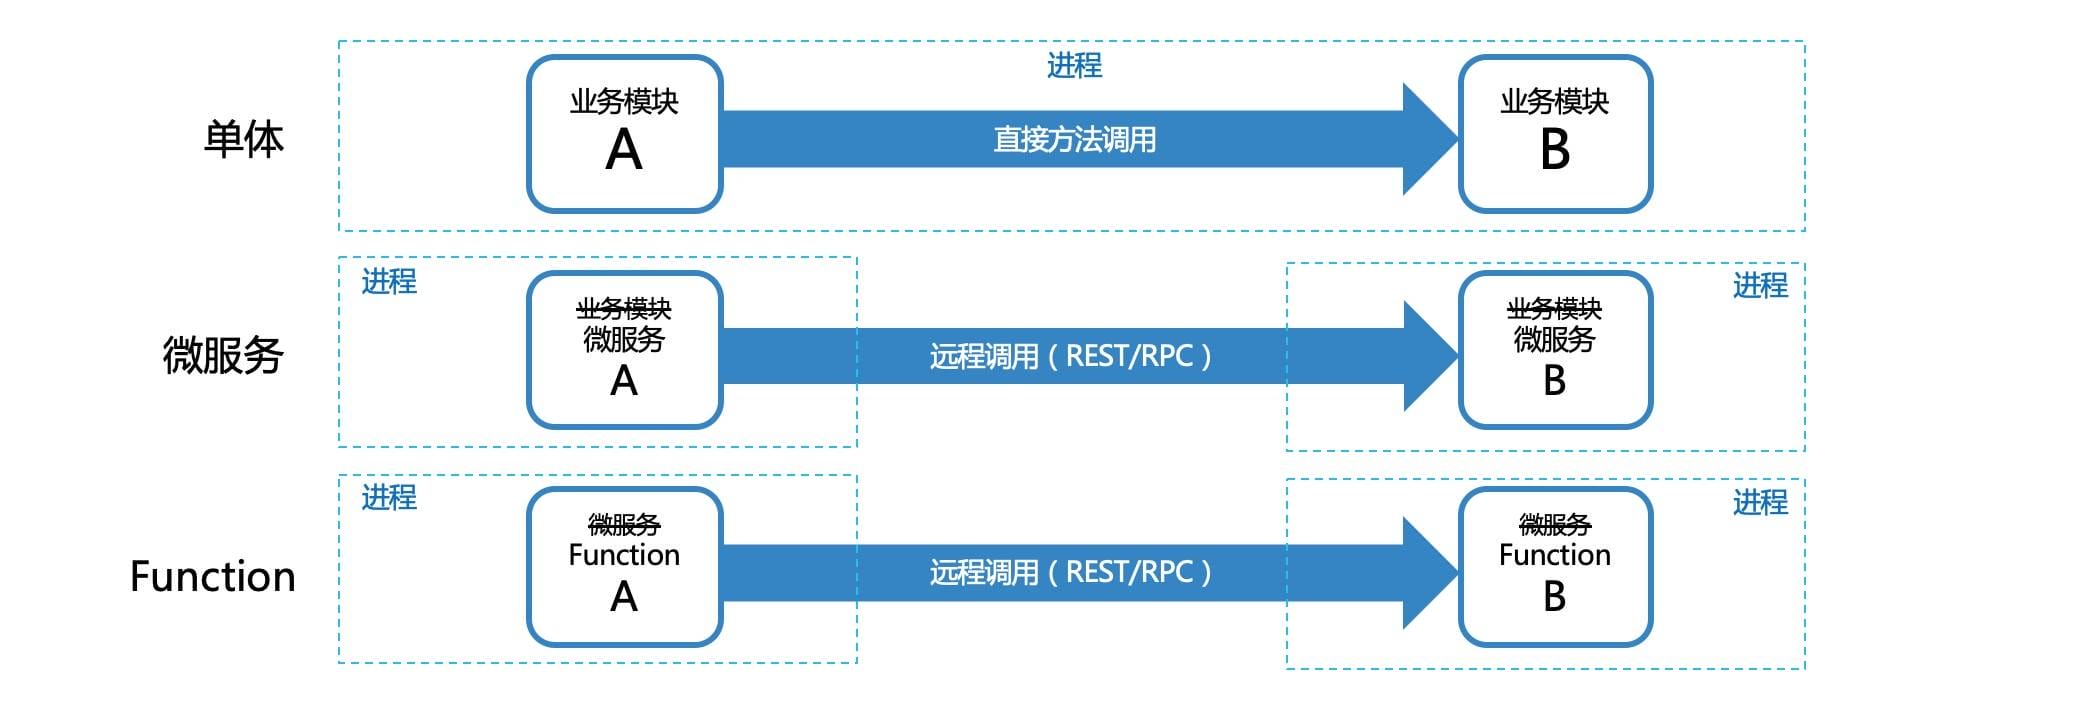 进程
单体
业务模块
A
直接方法调用
业务模块
B
进程
进程
微服务
业务模块
微服务
A
远程调用（REST/RPC）
业务模块
微服务
B
进程
进程
Function
微服务
Function
A
远程调用（REST/RPC）
微服务
Function
B